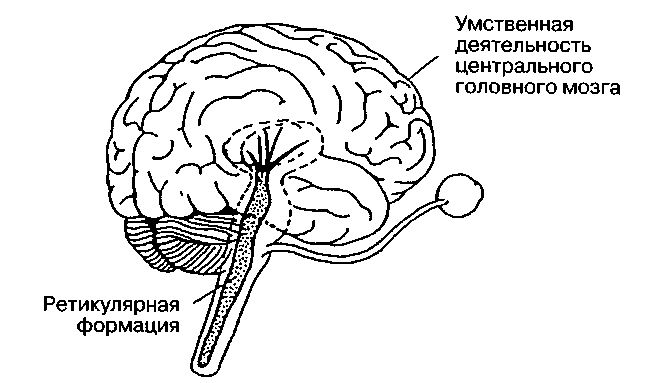 Умственная
деятельность
центрального
головного мозга
Ретикулярная
формация